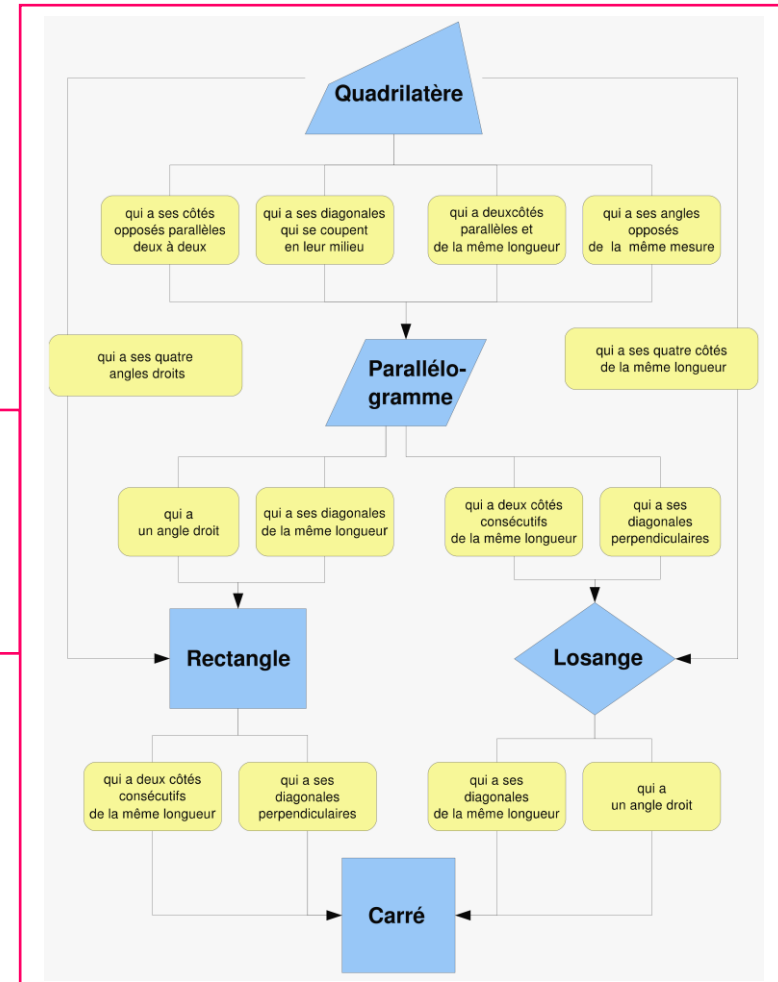 Quadrilatère
qui a ses côtés
opposés parallèles
deux à deux
qui a ses diagonales
qui se coupent
en leur milieu
qui a deuxcôtés
parallèles et
de la même longueur
qui a ses angles
opposés
de la même mesure
qui a ses quatre
angles droits
Parallélo-
gramme
qui a ses quatre côtés
de la même longueur
qui a
un angle droit
qui a ses diagonales
de la même longueur
qui a deux côtés
consécutifs
de la même longueur
qui a ses
diagonales
perpendiculaires
Rectangle
Losange
qui a deux côtés
consécutifs
de la même longueur
qui a ses
diagonales
perpendiculaires
qui a ses
diagonales
de la même longueur
qui a
un angle droit
Carré